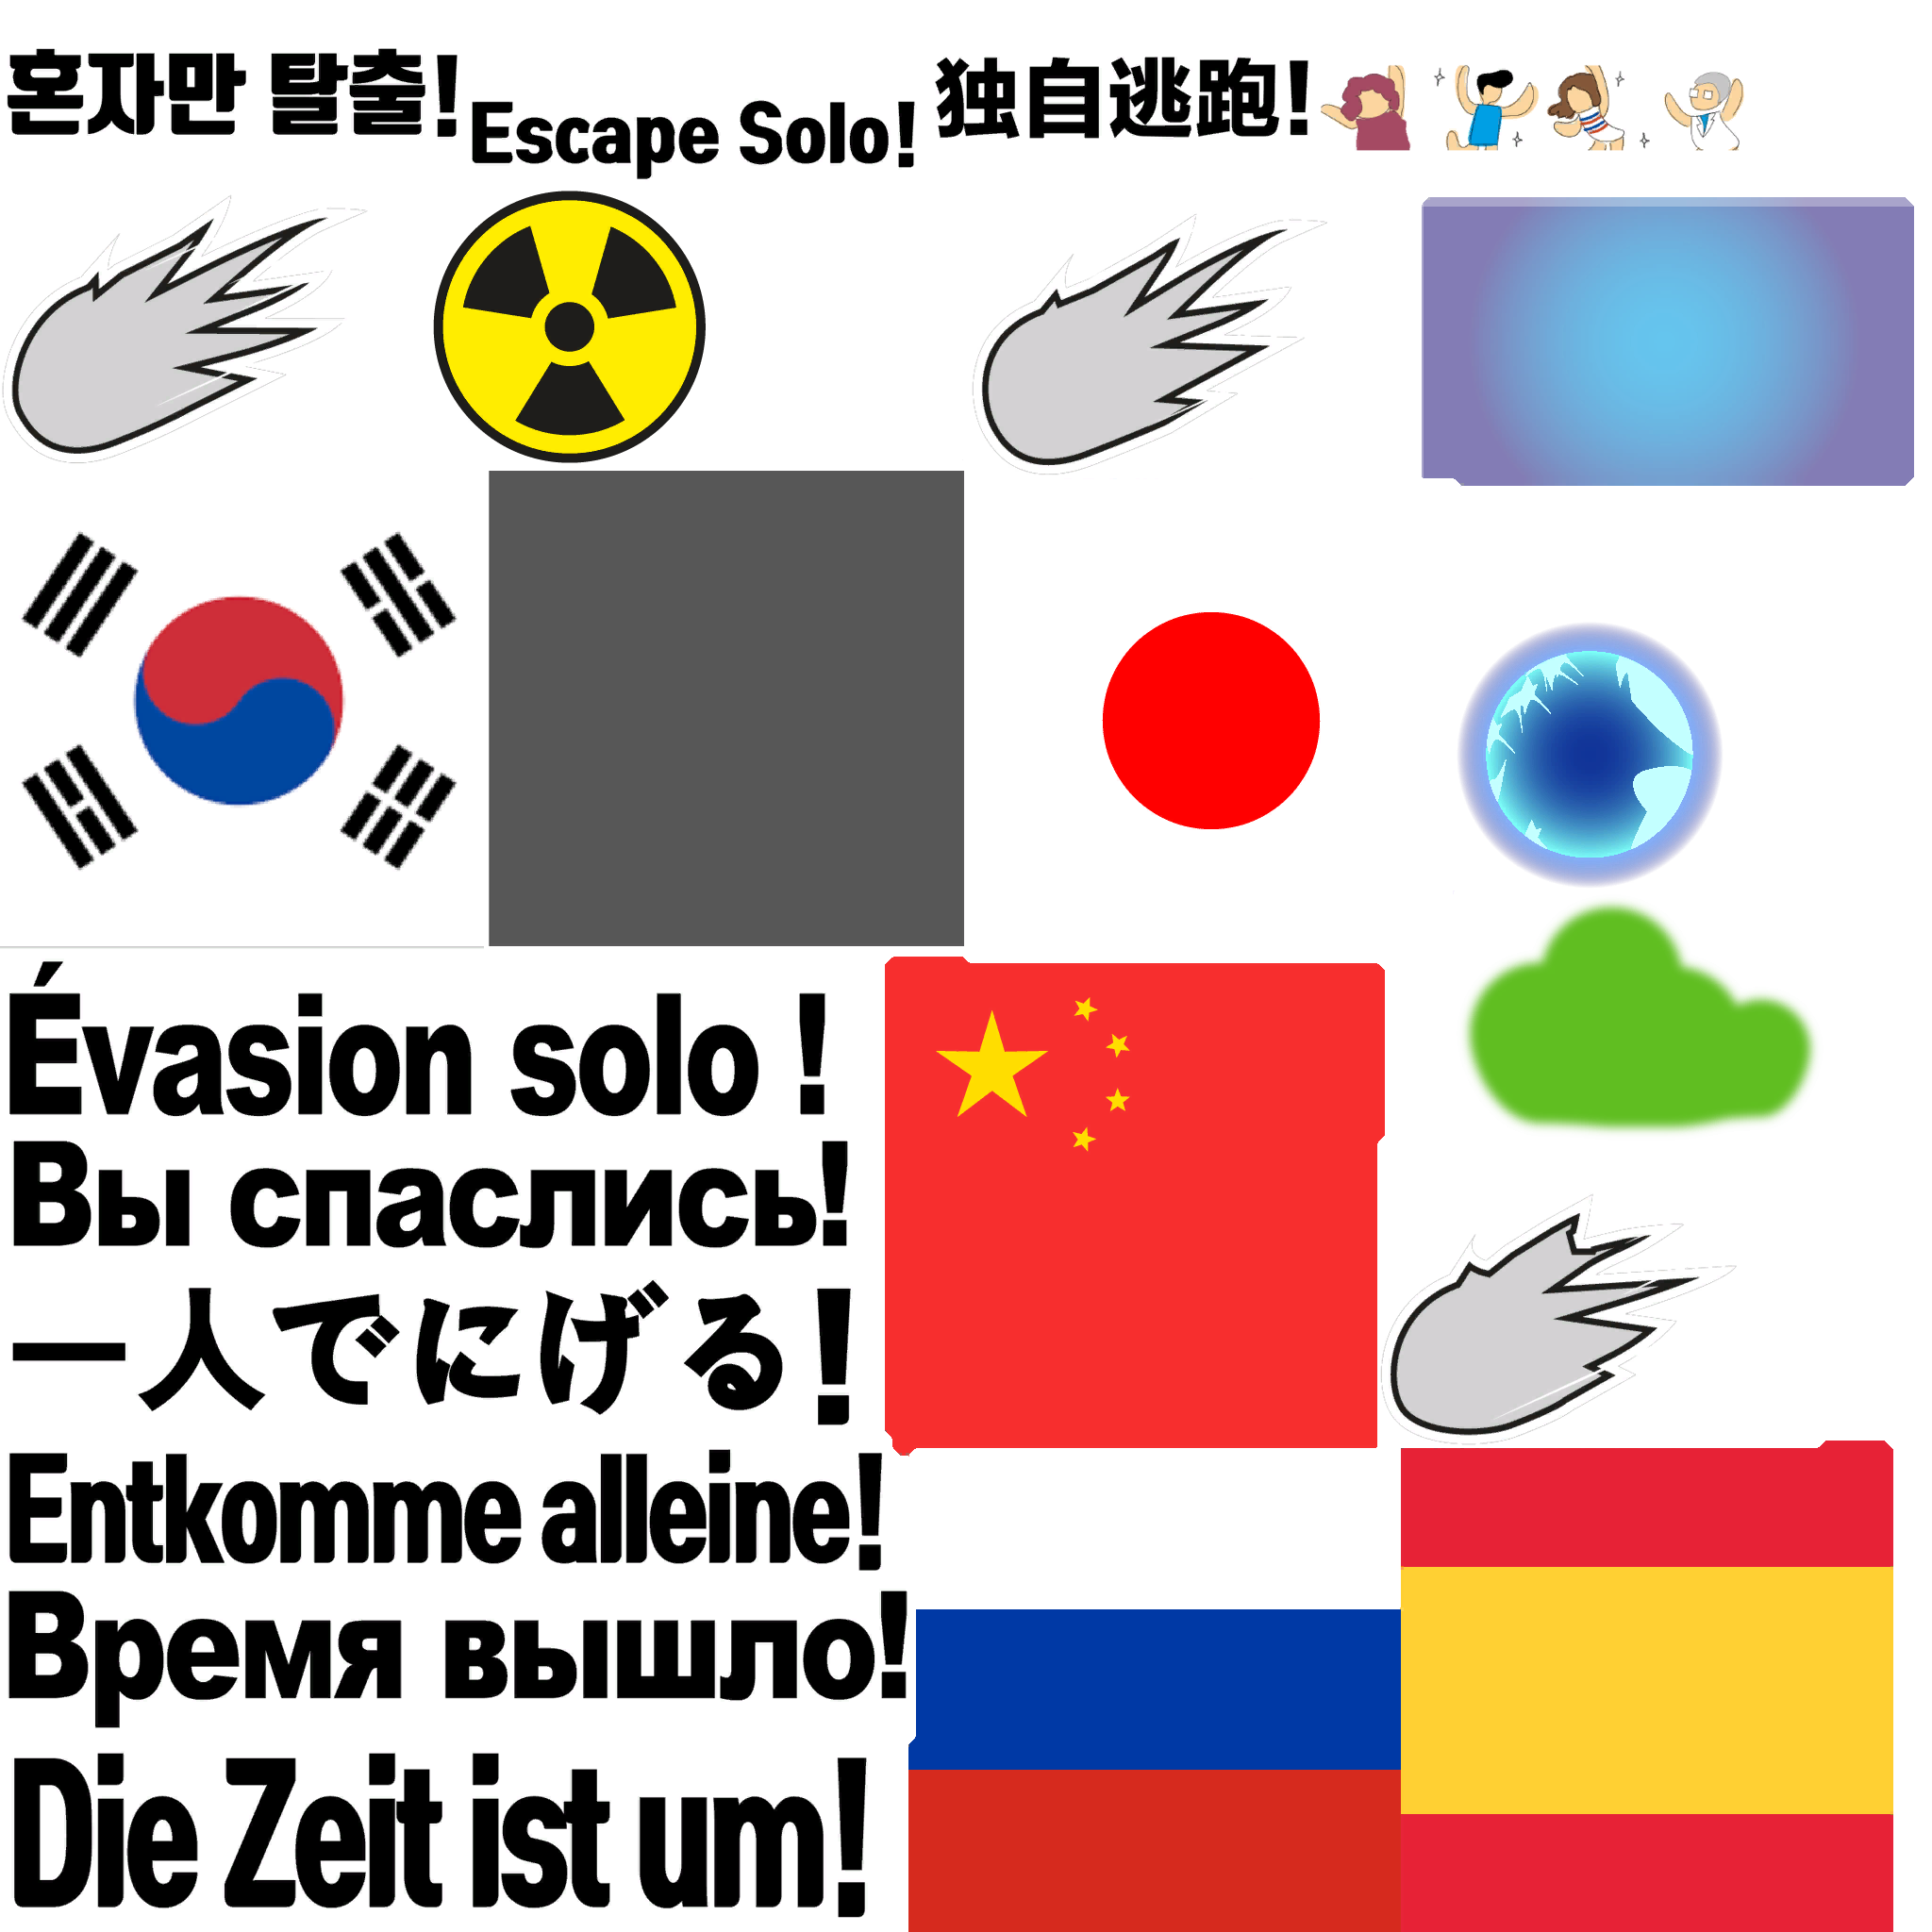 혼자만 탈출!
Escape Solo!
独自逃跑!
Évasion solo !
Вы спаслись!
一人でにげる!
Entkomme alleine!
Время вышло!
Die Zeit ist um!